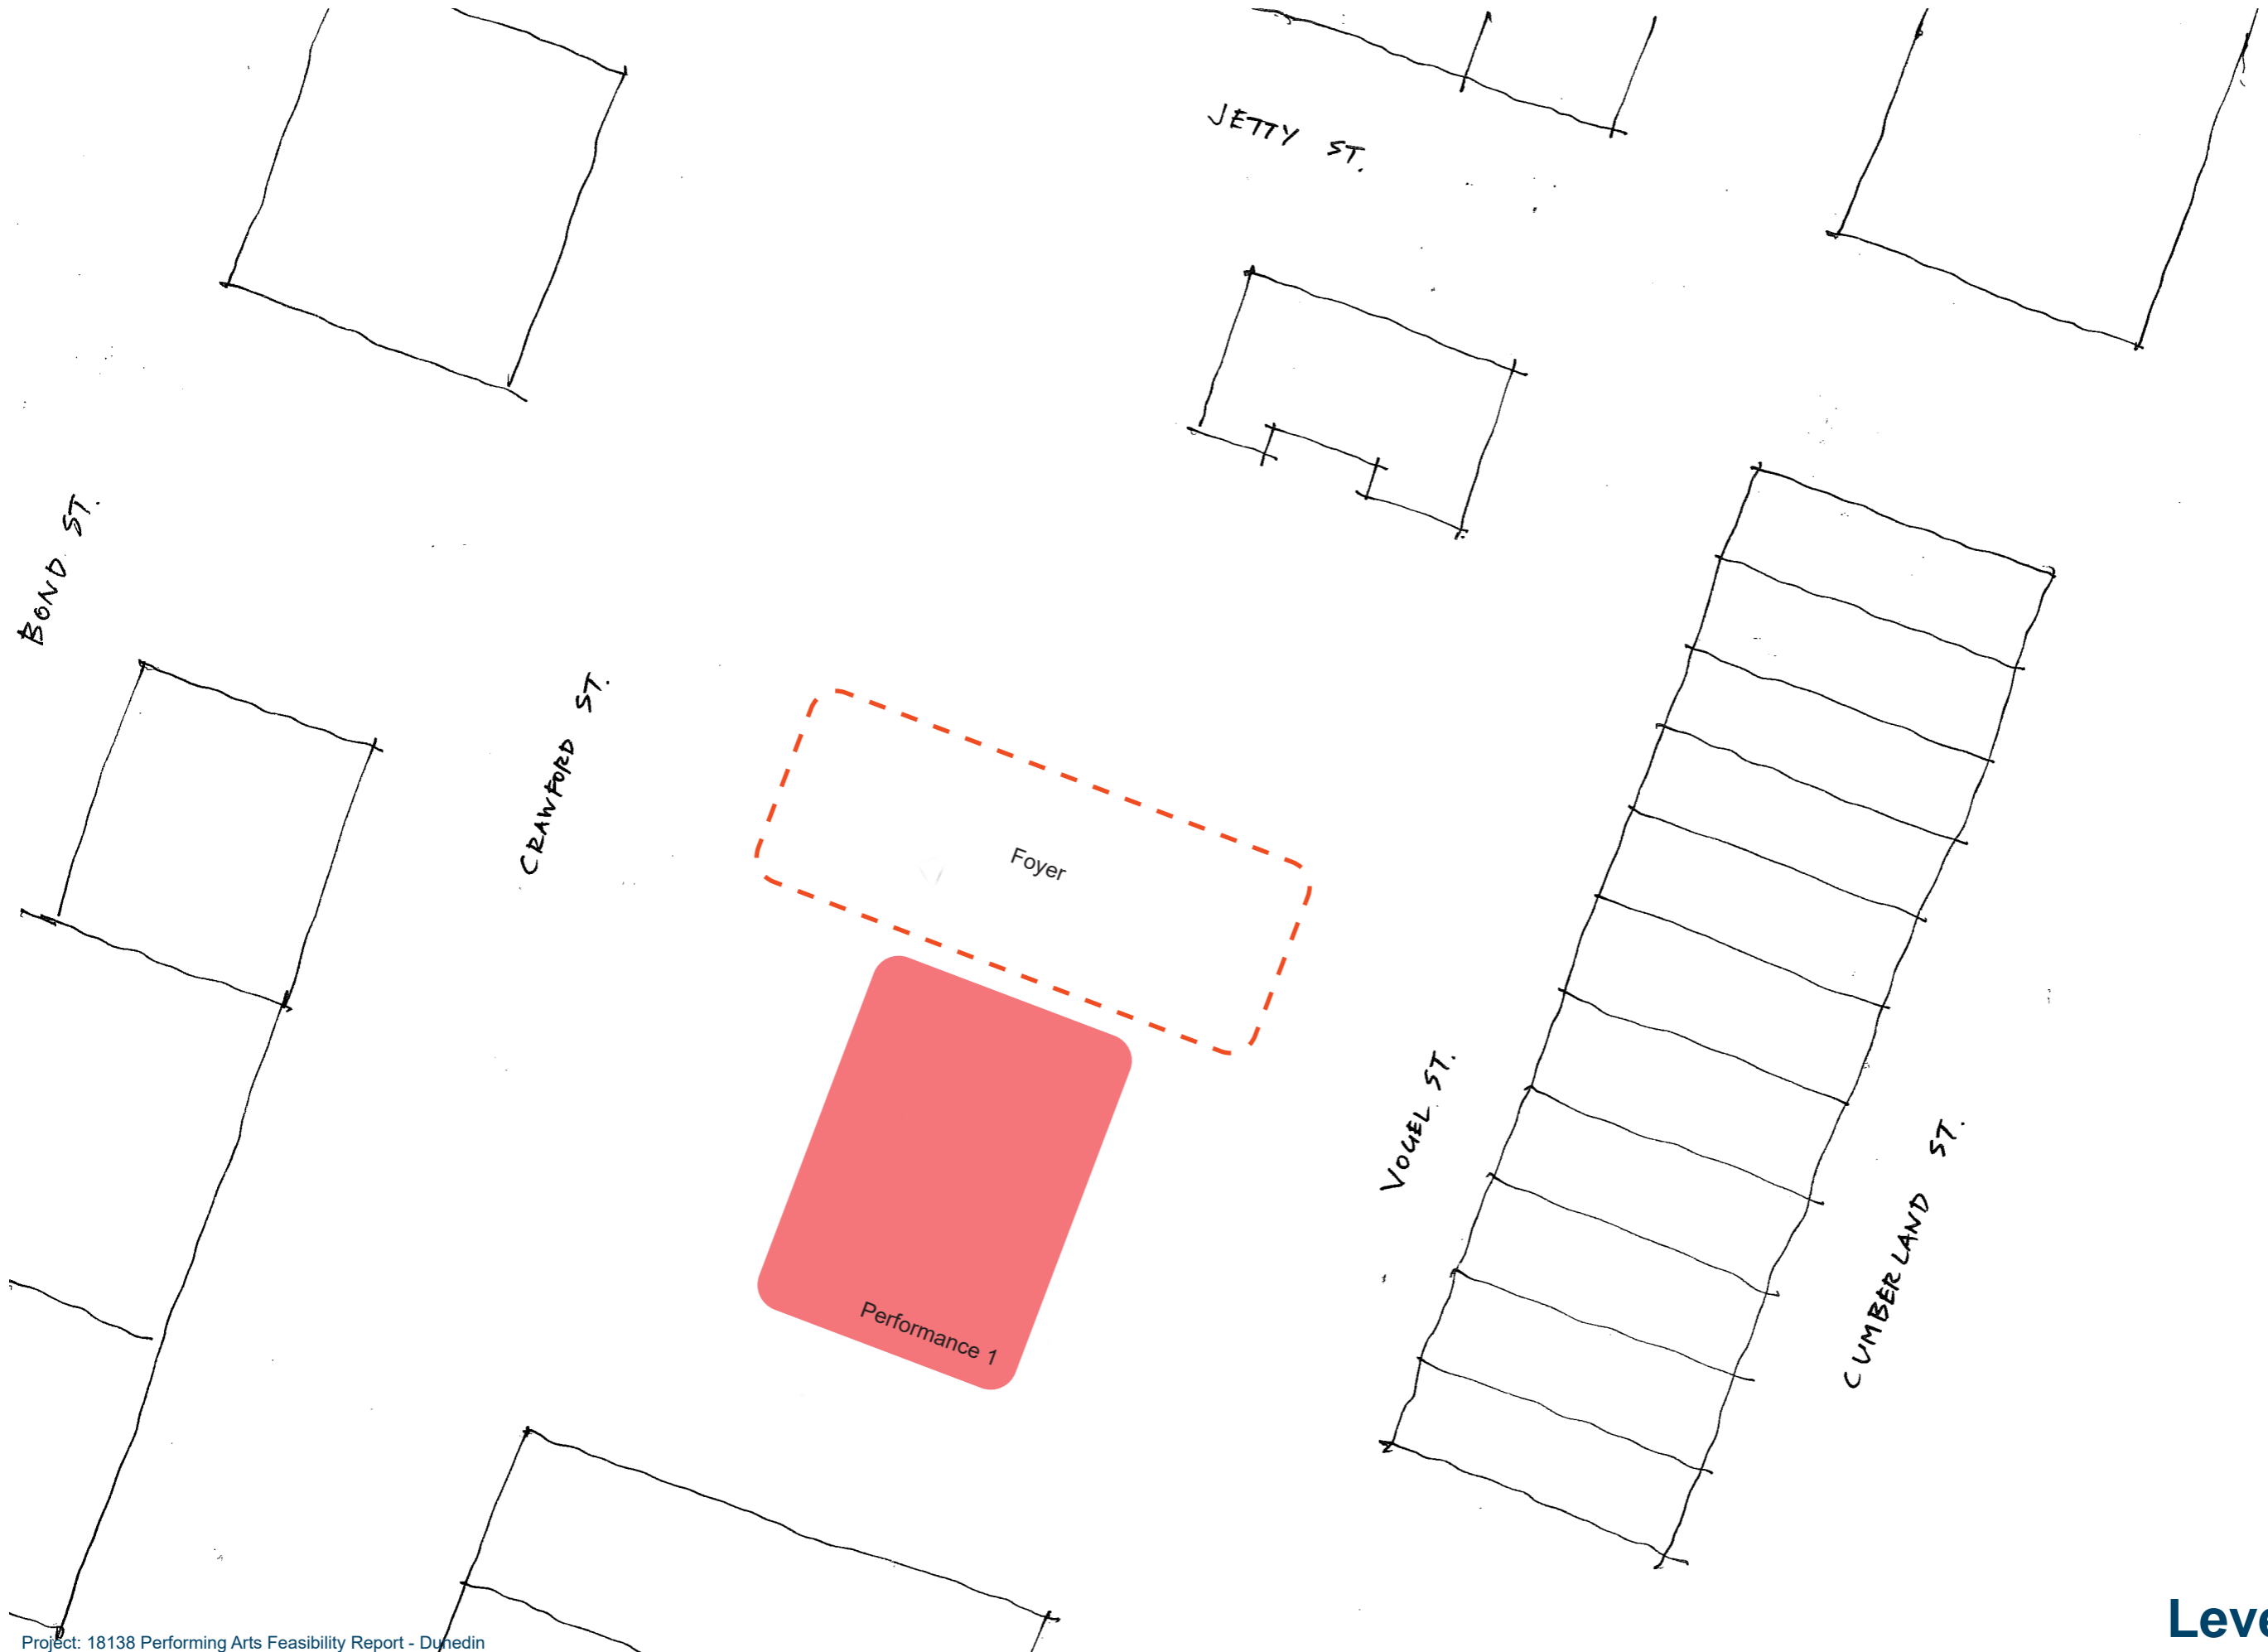 JETTY ST.
BOND ST.
CRAWFORD ST.
Foyer
VOGEL ST.
CUMBERLAND ST.
Performance 1
Project: 18138 Performing Arts Feasibility Report - Dunedin